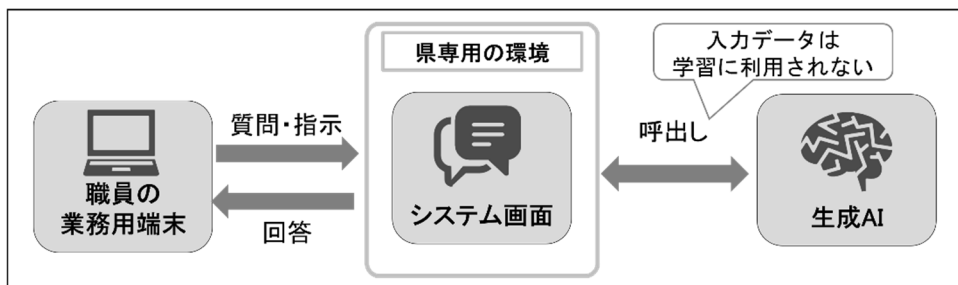 県専用の環境
入力データは
学習に利用されない
質問・指示
呼出し
職員の
業務用端末
回答
システム画面
生成AI